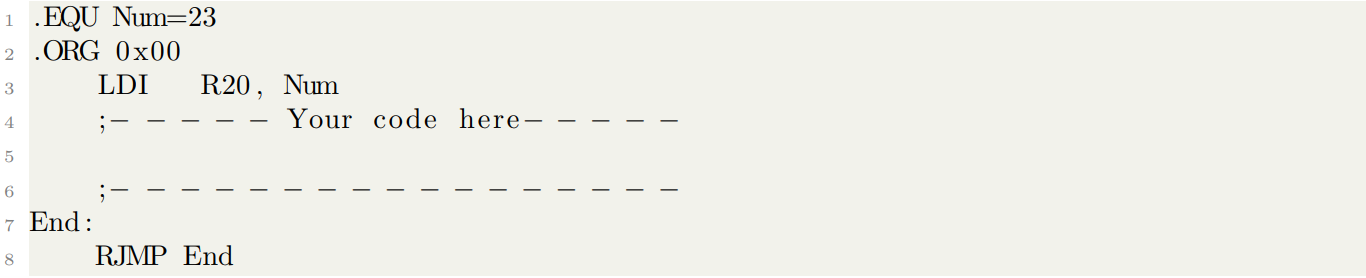 1 .EQU Num=23
2 .ORG 0x00
3 LDI R20, Num
4 ;----- Your code here-----
5
6 ;-----------------
7 End:
8 RJMP End